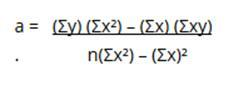 a = (Σy) (Σx²) – (Σx) (Σxy)
. n(Σx²) – (Σx)²